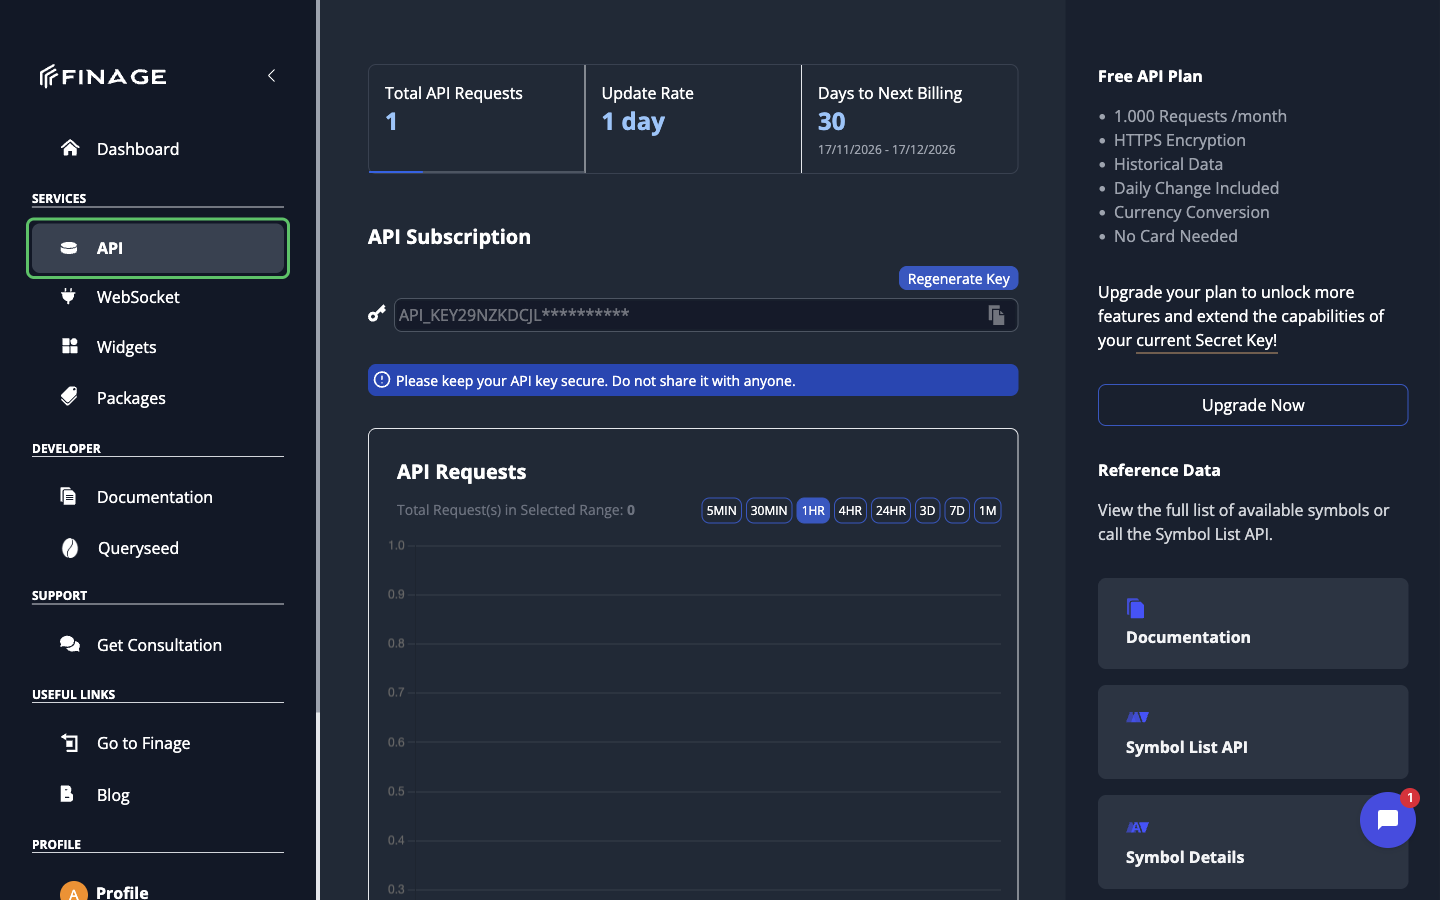 FINAGE
Dashboard
SERVICES
API
WebSocket
Widgets
Packages
DEVELOPER
Documentation
Queryseed
SUPPORT
Get Consultation
USEFUL LINKS
Go to Finage
Blog
PROFILE
A
Profile
Total API Requests
1
Update Rate
1 day
Days to Next Billing
30
17/11/2026 - 17/12/2026
API Subscription
Regenerate Key
API_KEY29NZKDCJL**********
Please keep your API key secure. Do not share it with anyone.
API Requests
Total Request(s) in Selected Range: 0
5MIN 30MIN 1HR 4HR 24HR 3D 7D 1M
1.0
0.9
0.8
0.7
0.6
0.5
0.4
0.3
Free API Plan
• 1.000 Requests /month
• HTTPS Encryption
• Historical Data
• Daily Change Included
• Currency Conversion
• No Card Needed
Upgrade your plan to unlock more
features and extend the capabilities of
your current Secret Key!
Upgrade Now
Reference Data
View the full list of available symbols or
call the Symbol List API.
Documentation
Symbol List API
Symbol Details
1